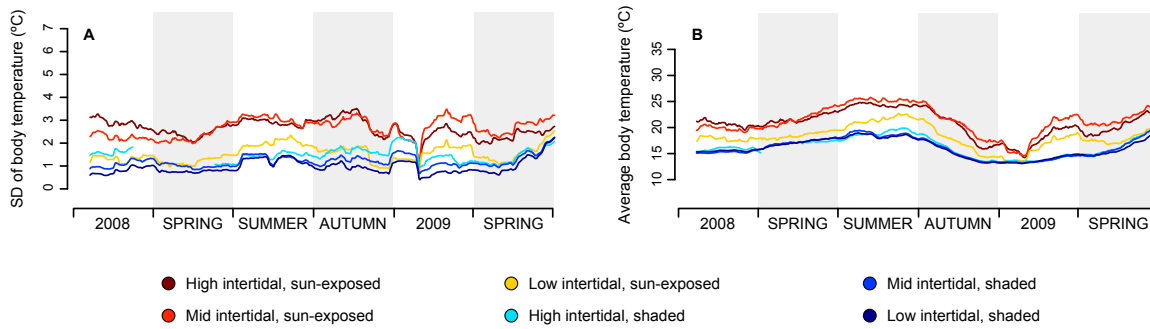 SD of body temperature (ºC)
7
6
5
4
3
2
1
0
A
2008 SPRING SUMMER AUTUMN 2009 SPRING
Average body temperature (ºC)
35
30
25
20
15
10
B
2008 SPRING SUMMER AUTUMN 2009 SPRING
High intertidal, sun-exposed
Low intertidal, sun-exposed
Mid intertidal, shaded
Mid intertidal, sun-exposed
High intertidal, shaded
Low intertidal, shaded